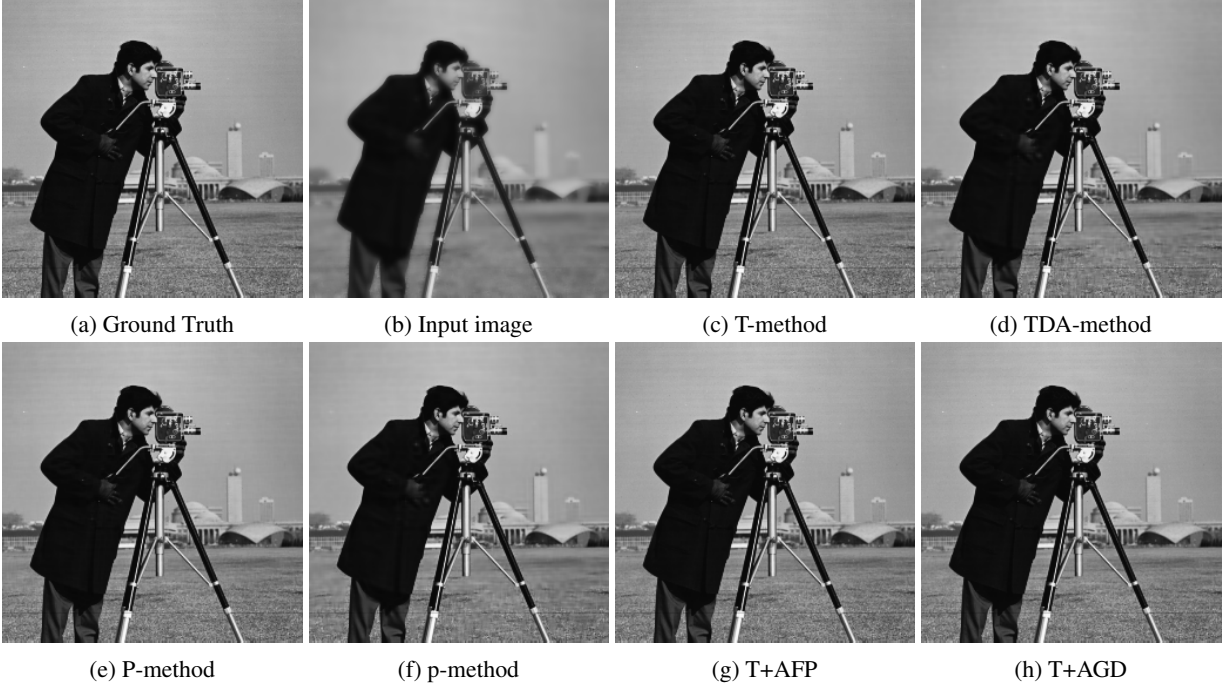 (a) Ground Truth
(b) Input image
(c) T-method
(d) TDA-method
(e) P-method
(f) p-method
(g) T+AFP
(h) T+AGD